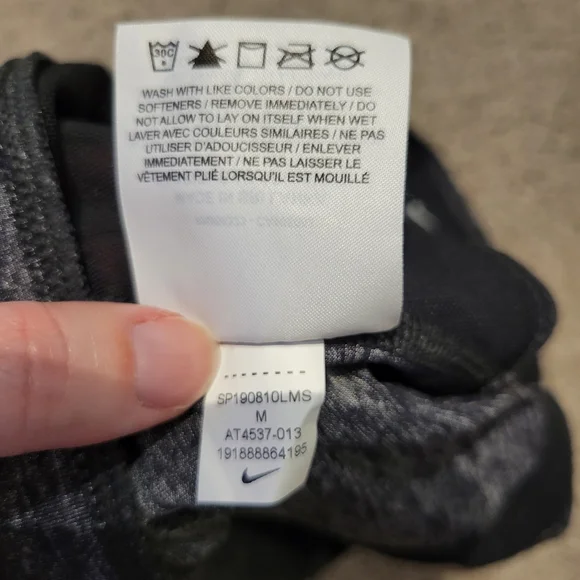 30C
WASH WITH LIKE COLORS / DO NOT USE
SOFTENERS / REMOVE IMMEDIATELY / DO
NOT ALLOW TO LAY ON ITSELF WHEN WET
LAVER AVEC COULEURS SIMILAIRES / NE PAS
UTILISER D'ADOUCISSEUR / ENLEVER
IMMEDIATEMENT / NE PAS LAISSER LE
VÊTEMENT PLIÉ LORSQU'IL EST MOUILLÉ
SP190810LMS
M
AT4537-013
191888864195